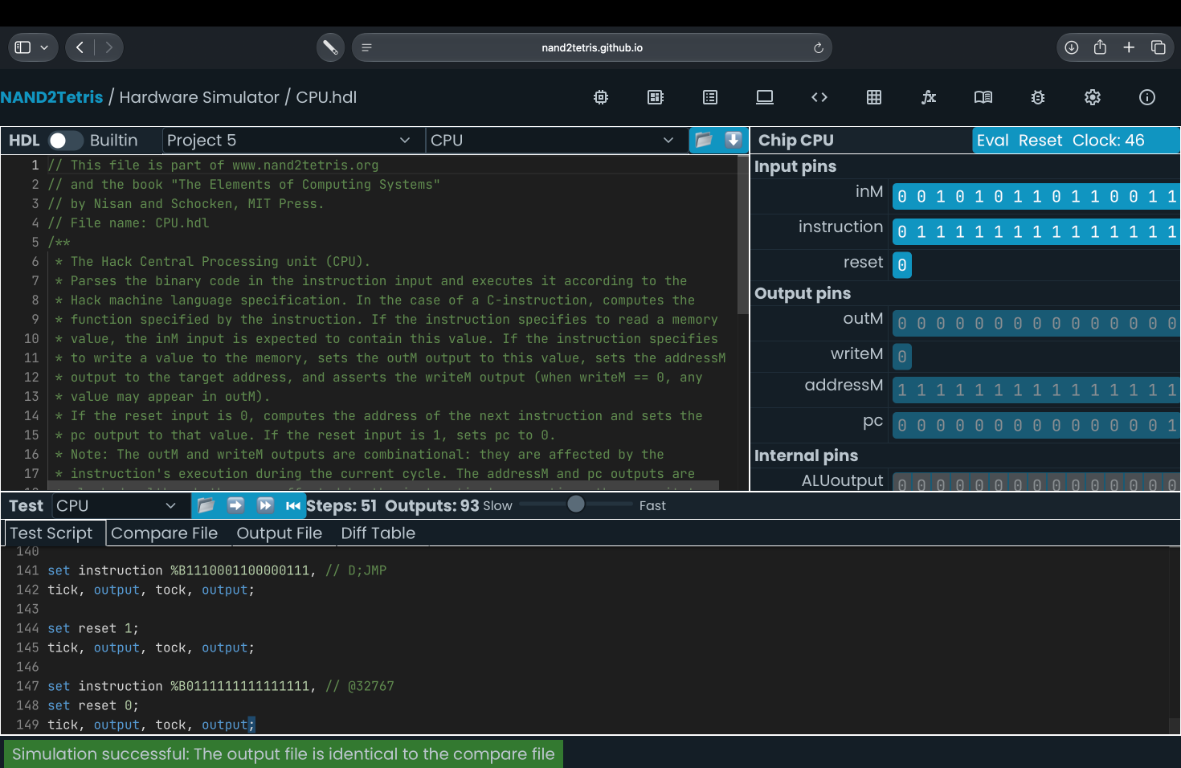 nand2tetris.github.io
NAND2Tetris / Hardware Simulator / CPU.hdl
HDL Builtin Project 5 CPU
1 // This file is part of www.nand2tetris.org
2 // and the book "The Elements of Computing Systems"
3 // by Nisan and Schocken, MIT Press.
4 // File name: CPU.hdl
5 /**
6 * The Hack Central Processing unit (CPU).
7 * Parses the binary code in the instruction input and executes it according to the
8 * Hack machine language specification. In the case of a C-instruction, computes the
9 * function specified by the instruction. If the instruction specifies to read a memory
10 * value, the inM input is expected to contain this value. If the instruction specifies
11 * to write a value to the memory, sets the outM output to this value, sets the addressM
12 * output to the target address, and asserts the writeM output (when writeM == 0, any
13 * value may appear in outM).
14 * If the reset input is 0, computes the address of the next instruction and sets the
15 * pc output to that value. If the reset input is 1, sets pc to 0.
16 * Note: The outM and writeM outputs are combinational: they are affected by the
17 * instruction's execution during the current cycle. The addressM and pc outputs are
Chip CPU Eval Reset Clock: 46
Input pins
inM 0 0 1 0 1 0 1 1 0 1 1 0 0 1 1
instruction 0 1 1 1 1 1 1 1 1 1 1 1 1 1 1
reset 0
Output pins
outM 0 0 0 0 0 0 0 0 0 0 0 0 0 0 0
writeM 0
addressM 1 1 1 1 1 1 1 1 1 1 1 1 1 1 1
pc 0 0 0 0 0 0 0 0 0 0 0 0 0 0 1
Internal pins
ALUoutput 0 0 0 0 0 0 0 0 0 0 0 0 0 0 0
Test CPU Steps: 51 Outputs: 93 Slow Fast
Test Script Compare File Output File Diff Table
140
141 set instruction %B1110001100000111, // D;JMP
142 tick, output, tock, output;
143
144 set reset 1;
145 tick, output, tock, output;
146
147 set instruction %B0111111111111111, // @32767
148 set reset 0;
149 tick, output, tock, output;
Simulation successful: The output file is identical to the compare file